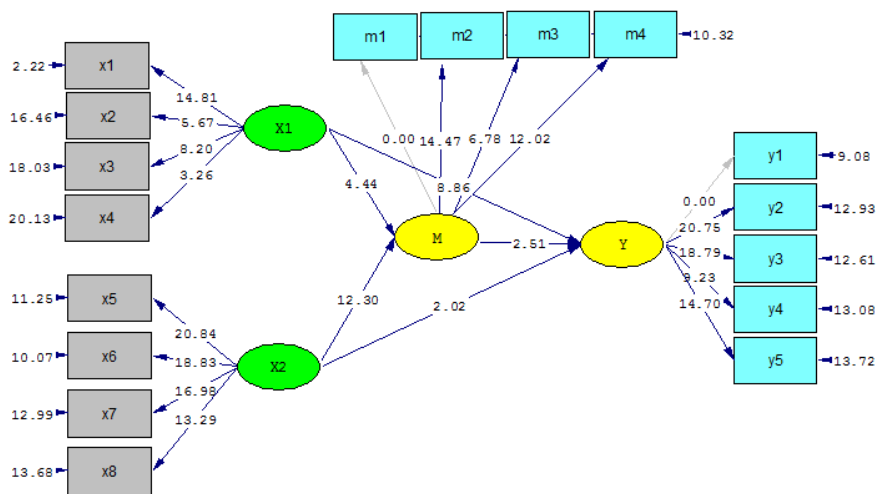 m1
m2
m3
m4
10.32
2.22
x1
14.81
16.46
x2
5.67
X1
18.03
x3
8.20
20.13
x4
3.26
0.00
14.47
6.78
12.02
4.44
8.86
M
2.51
Y
y1
9.08
0.00
y2
12.93
20.75
y3
12.61
18.79
y4
13.08
9.23
y5
13.72
14.70
11.25
x5
20.84
10.07
x6
18.83
X2
12.99
x7
16.98
13.68
x8
13.29
12.30
2.02